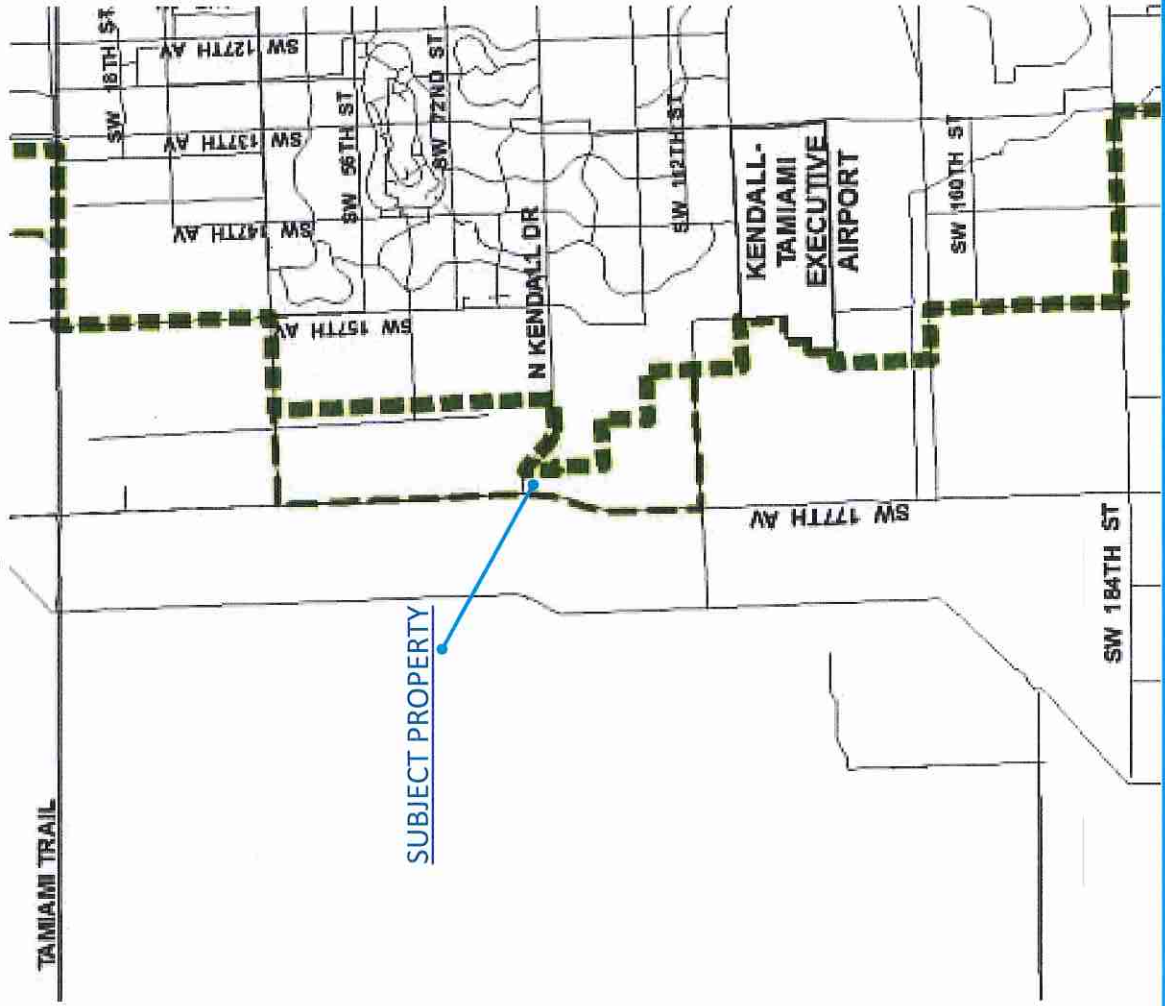 TAMIAMI TRAIL
SW 18TH ST
SW 127TH AV
SW 137TH AV
SW 147TH AV
SW 157TH AV
SW 56TH ST
SW 72ND ST
N KENDALL DR
SUBJECT PROPERTY
SW 112TH ST
KENDALL-
TAMIAMI
EXECUTIVE
AIRPORT
SW 177TH AV
SW 160TH ST
SW 184TH ST